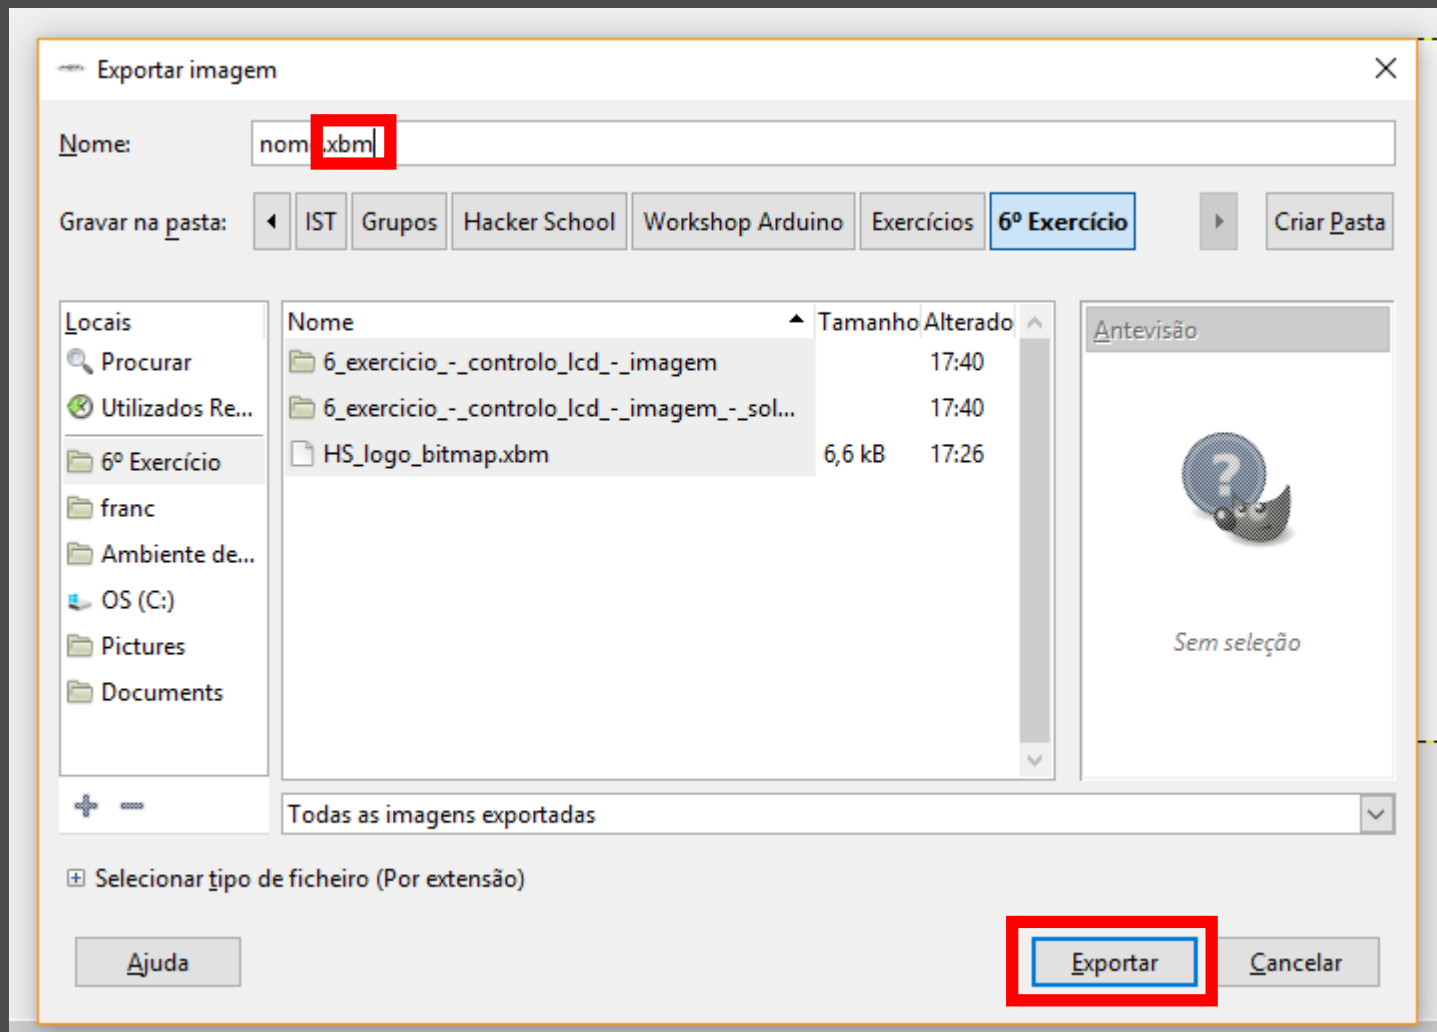 Exportar imagem
Nome: nome.xbm
Gravar na pasta: IST Grupos Hacker School Workshop Arduino Exercícios 6º Exercício Criar Pasta
Locais
Procurar
Utilizados Re...
6º Exercício
franc
Ambiente de...
OS (C:)
Pictures
Documents
Nome Tamanho Alterado
6_exercicio_-_controlo_lcd_-_imagem 17:40
6_exercicio_-_controlo_lcd_-_imagem_-_sol... 17:40
HS_logo_bitmap.xbm 6,6 kB 17:26
Antevisão
Sem seleção
Todas as imagens exportadas
Selecionar tipo de ficheiro (Por extensão)
Ajuda Exportar Cancelar